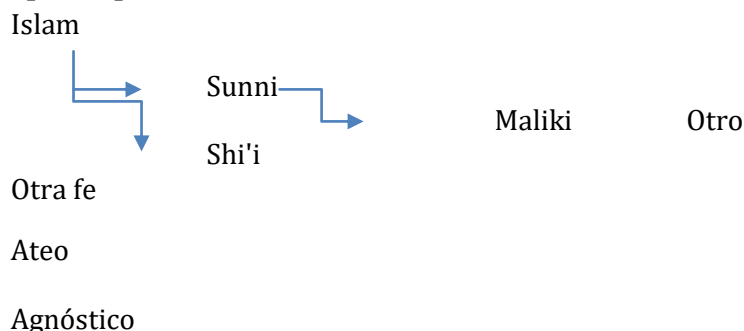 Islam
Sunni
Maliki Otro
Shi'i
Otra fe
Ateo
Agnóstico